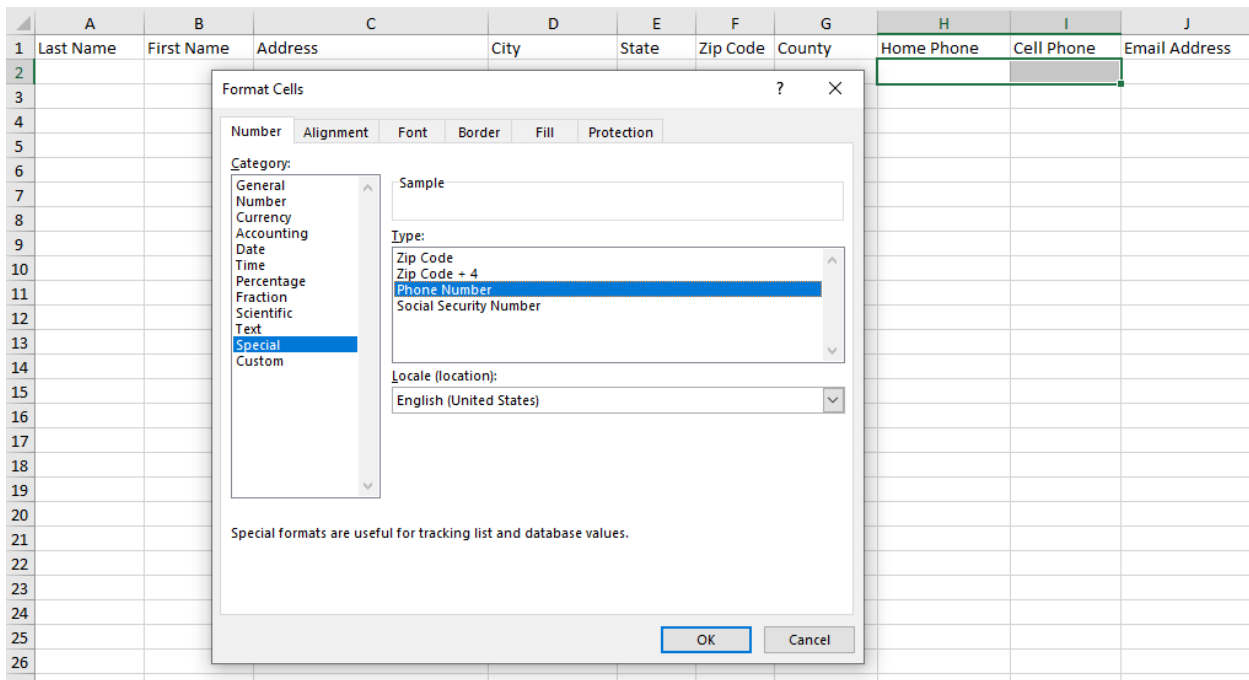 A B C D E F G H I J
1 Last Name First Name Address City State Zip Code County Home Phone Cell Phone Email Address
2
Format Cells ? X
3
4
Number Alignment Font Border Fill Protection
5
Category:
6
General
Sample
7
Number
Currency
8
Accounting
Type:
9
Date
Zip Code
Time
Zip Code + 4
10
Percentage
Phone Number
11
Fraction
Social Security Number
12
Scientific
Text
13
Special
Custom
14
Locale (location):
15
English (United States)
16
17
18
19
20
Special formats are useful for tracking list and database values.
21
22
23
24
25
OK Cancel
26